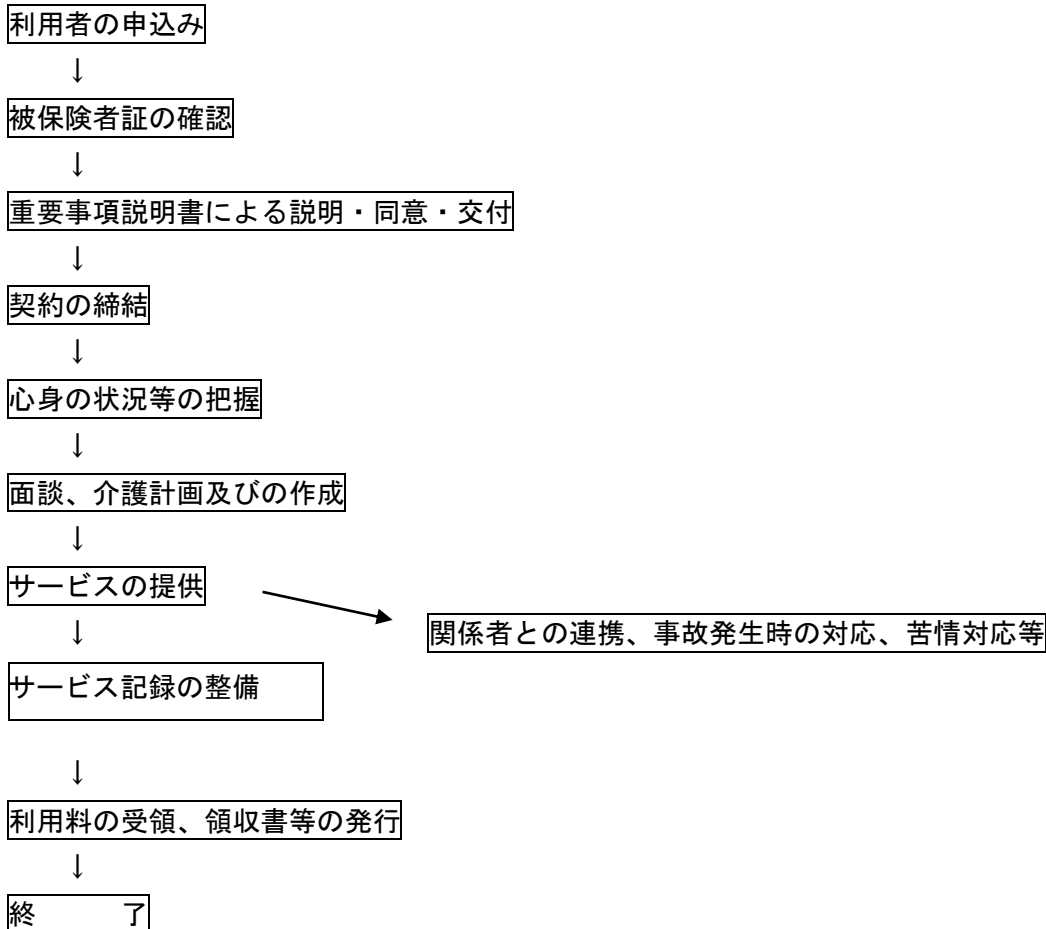 利用者の申込み
↓
被保険者証の確認
↓
重要事項説明書による説明・同意・交付
↓
契約の締結
↓
心身の状況等の把握
↓
面談、介護計画及びの作成
↓
サービスの提供
↓
関係者との連携、事故発生時の対応、苦情対応等
サービス記録の整備
↓
利用料の受領、領収書等の発行
↓
終　　　了